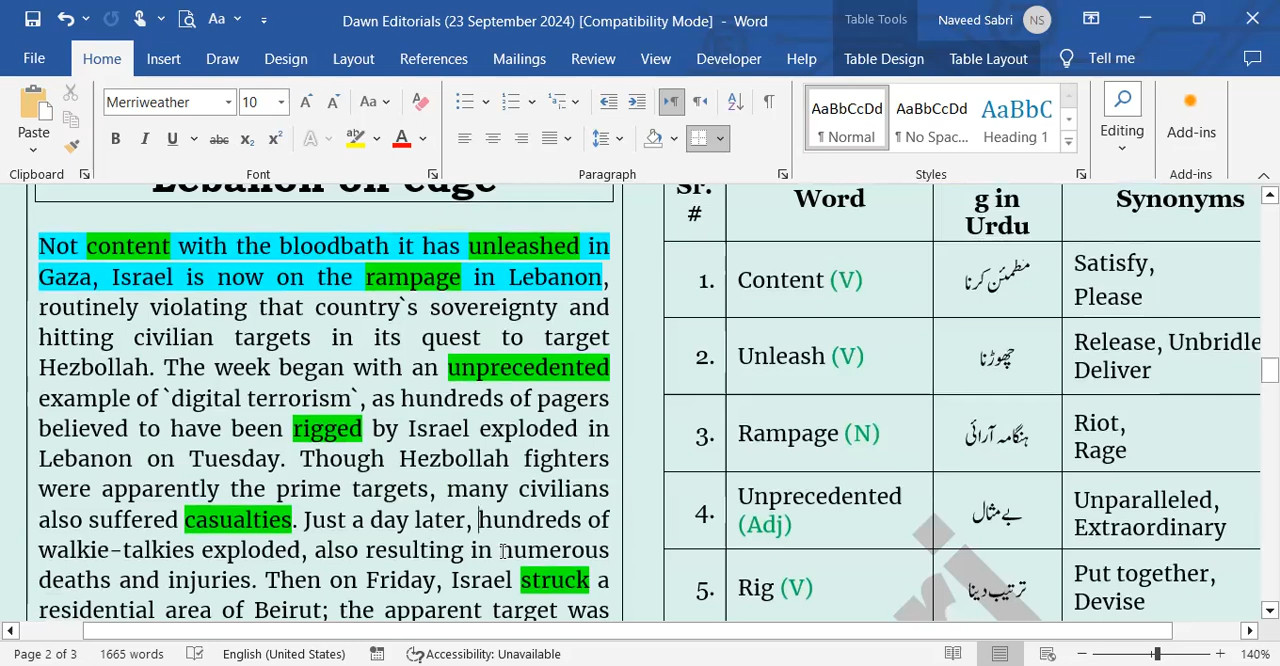 Dawn Editorials (23 September 2024) [Compatibility Mode] - Word
Table Tools
Naveed Sabri
NS
File Home Insert Draw Design Layout References Mailings Review View Developer Help Table Design Table Layout Tell me
Merriweather 10
Paste
Editing
Add-ins
AaBbCcDd AaBbCcDd AaBbC
¶ Normal ¶ No Spac... Heading 1
Clipboard Font Paragraph Styles Add-ins
Lebanon on edge
Not content with the bloodbath it has unleashed in
Gaza, Israel is now on the rampage in Lebanon,
routinely violating that country`s sovereignty and
hitting civilian targets in its quest to target
Hezbollah. The week began with an unprecedented
example of `digital terrorism`, as hundreds of pagers
believed to have been rigged by Israel exploded in
Lebanon on Tuesday. Though Hezbollah fighters
were apparently the prime targets, many civilians
also suffered casualties. Just a day later, hundreds of
walkie-talkies exploded, also resulting in numerous
deaths and injuries. Then on Friday, Israel struck a
residential area of Beirut; the apparent target was
Sr.
#
Word
g in
Urdu
Synonyms
1. Content (V) مطمئن کرنا Satisfy,
Please
2. Unleash (V) چھوڑنا Release, Unbridle
Deliver
3. Rampage (N) ہنگامہ آرائی Riot,
Rage
4. Unprecedented
(Adj) بے مثال Unparalleled,
Extraordinary
5. Rig (V) ترتیب دینا Put together,
Devise
Page 2 of 3 1665 words English (United States) Accessibility: Unavailable 140%